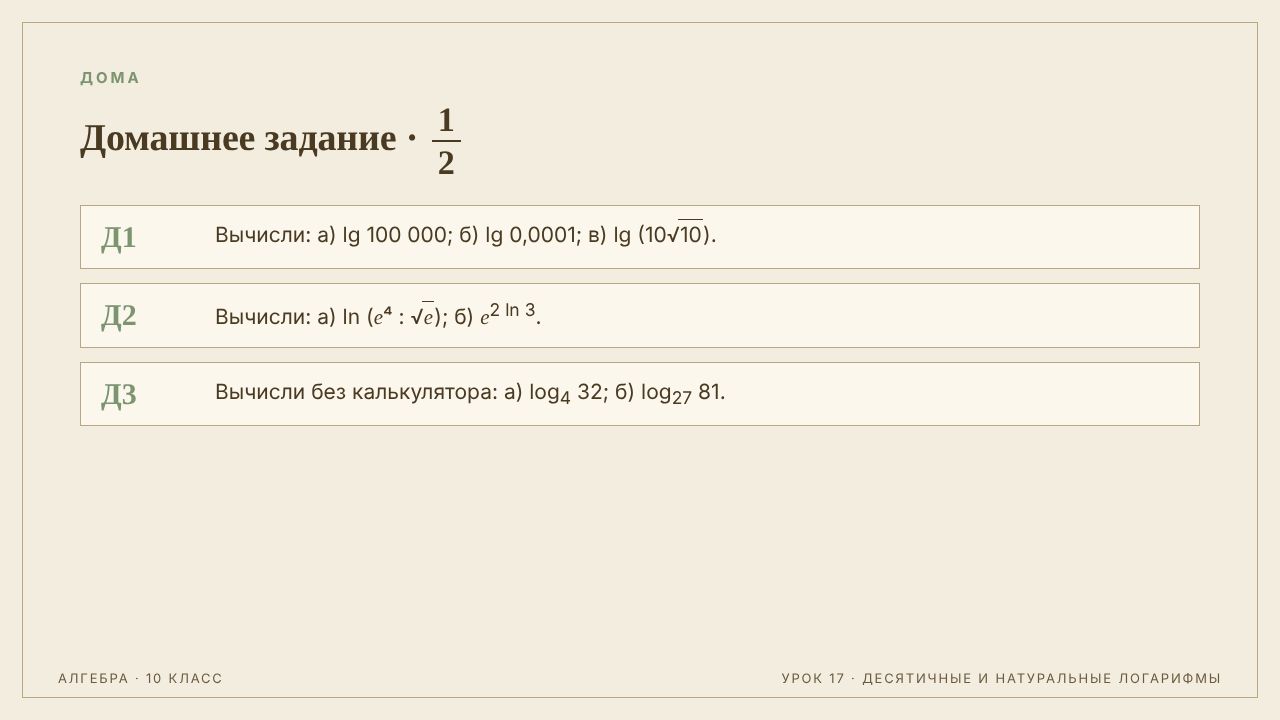 ДОМА
Домашнее задание · 1/2
Д1 Вычисли: а) lg 100 000; б) lg 0,0001; в) lg (10√10).
Д2 Вычисли: а) ln (e⁴ : √e); б) e^(2 ln 3).
Д3 Вычисли без калькулятора: а) log₄ 32; б) log₂₇ 81.
АЛГЕБРА · 10 КЛАСС
УРОК 17 · ДЕСЯТИЧНЫЕ И НАТУРАЛЬНЫЕ ЛОГАРИФМЫ